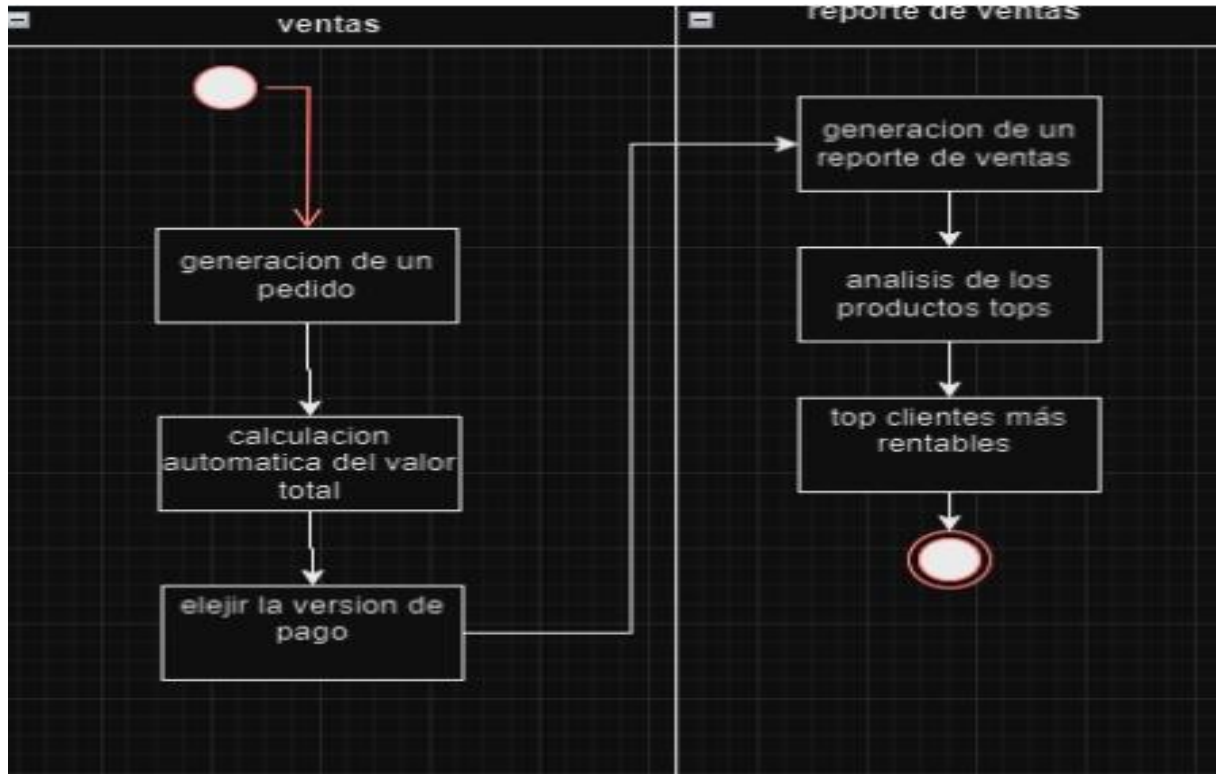 ventas
reporte de ventas
generacion de un
pedido
calculacion
automatica del valor
total
elejir la version de
pago
generacion de un
reporte de ventas
analisis de los
productos tops
top clientes más
rentables